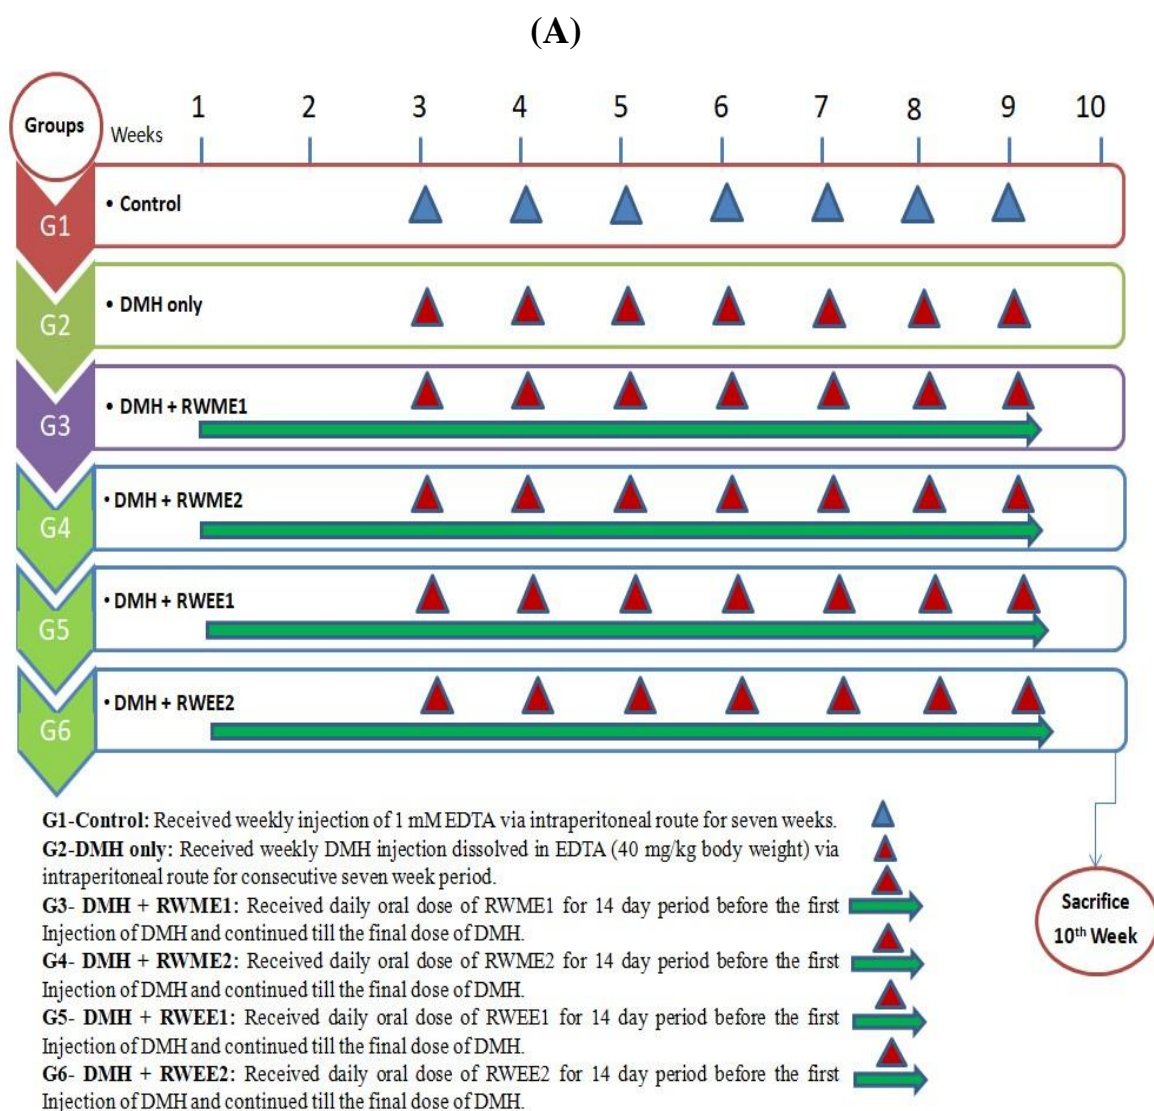 (A)
Groups
Weeks
1 2 3 4 5 6 7 8 9 10
G1
• Control
G2
• DMH only
G3
• DMH + RWME1
G4
• DMH + RWME2
G5
• DMH + RWEE1
G6
• DMH + RWEE2
G1-Control: Received weekly injection of 1 mM EDTA via intraperitoneal route for seven weeks.
G2-DMH only: Received weekly DMH injection dissolved in EDTA (40 mg/kg body weight) via
intraperitoneal route for consecutive seven week period.
G3- DMH + RWME1: Received daily oral dose of RWME1 for 14 day period before the first
Injection of DMH and continued till the final dose of DMH.
G4- DMH + RWME2: Received daily oral dose of RWME2 for 14 day period before the first
Injection of DMH and continued till the final dose of DMH.
G5- DMH + RWEE1: Received daily oral dose of RWEE1 for 14 day period before the first
Injection of DMH and continued till the final dose of DMH.
G6- DMH + RWEE2: Received daily oral dose of RWEE2 for 14 day period before the first
Injection of DMH and continued till the final dose of DMH.
Sacrifice
10th Week